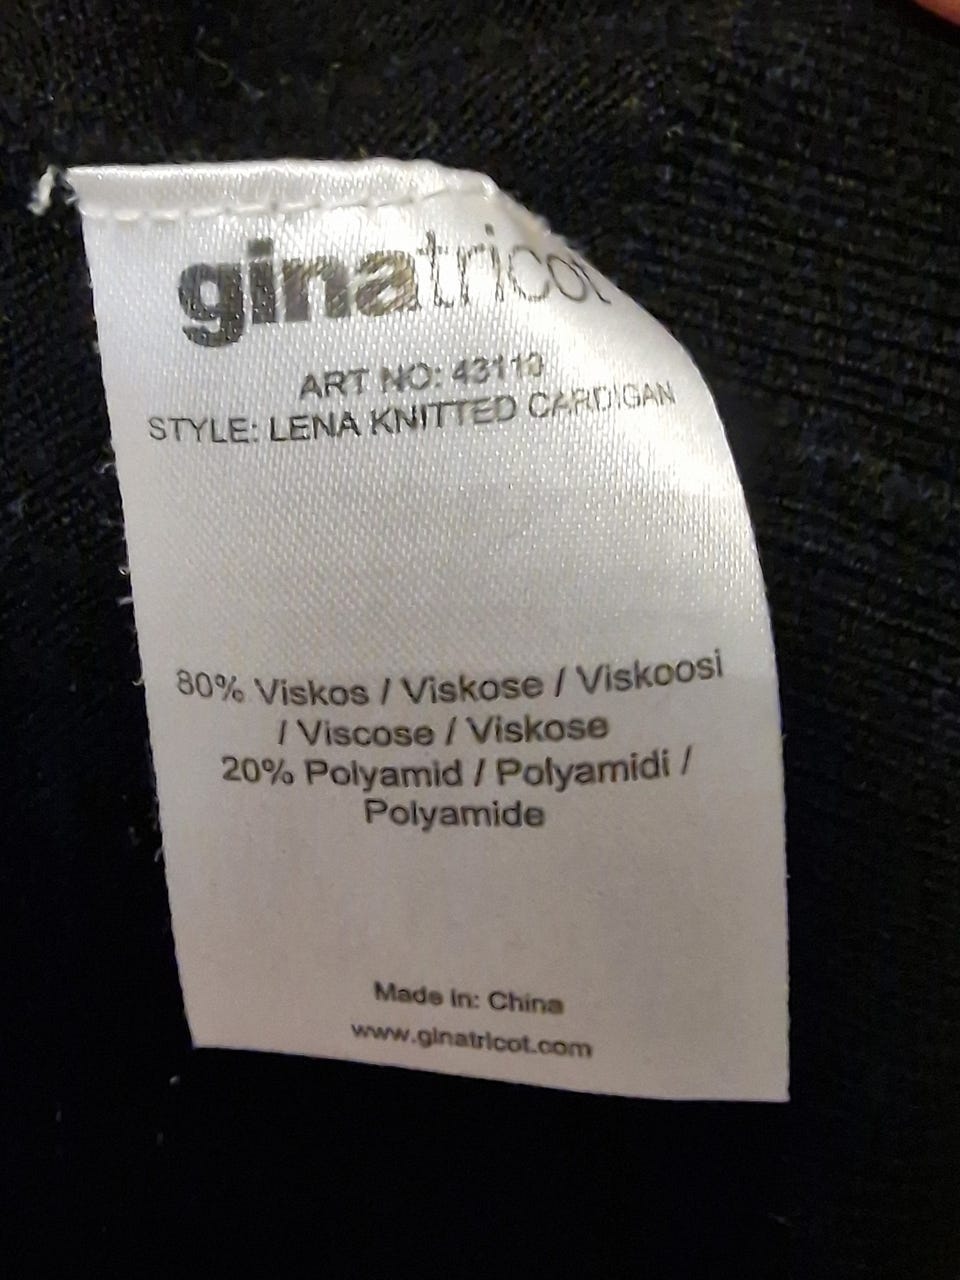 ginatricot
ART NO: 43110
STYLE: LENA KNITTED CARDIGAN
80% Viskos / Viskose / Viskoosi
/ Viscose / Viskose
20% Polyamid / Polyamidi /
Polyamide
Made in: China
www.ginatricot.com